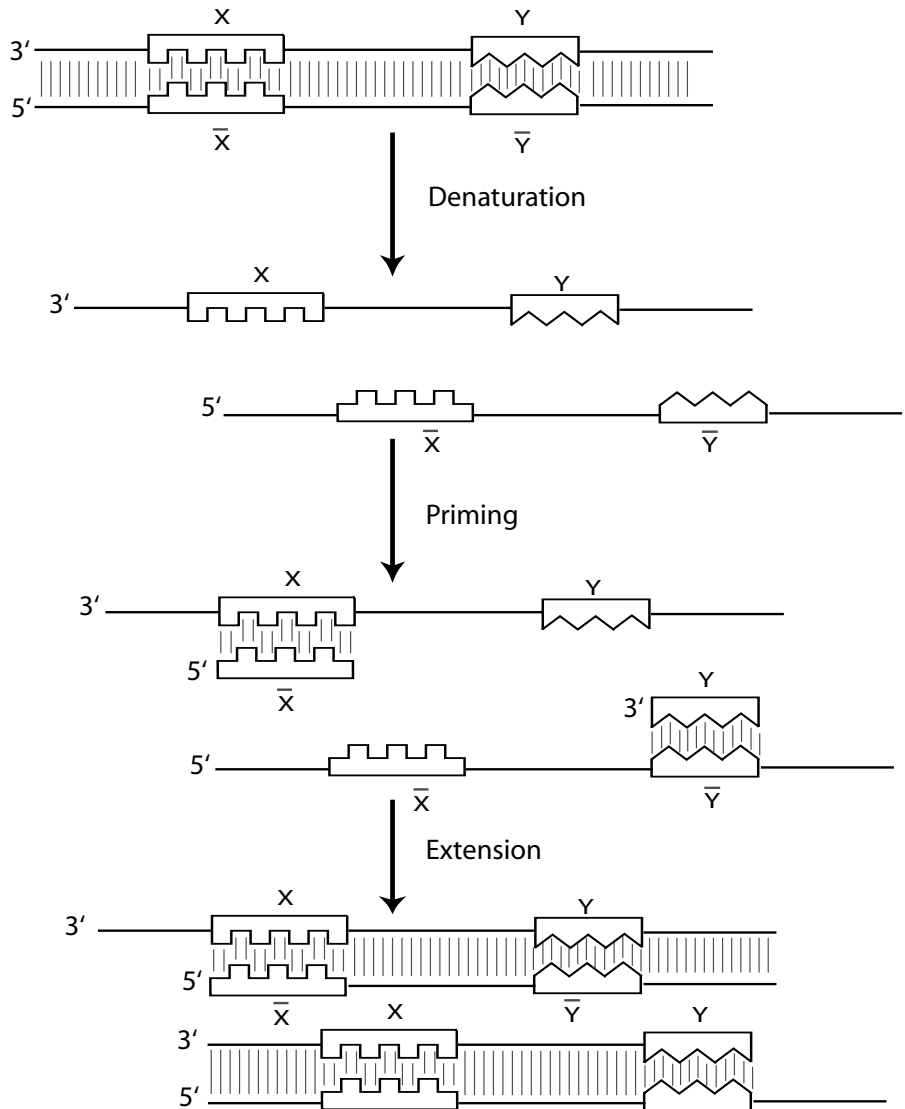 X Y
3‘
5‘
X̅ Y̅
Denaturation
X Y
3‘
5‘
X̅ Y̅
Priming
X Y
3‘
5‘
X̅ Y
3‘
5‘
X̅ Y̅
Extension
X Y
3‘
5‘
X̅ X Y̅ Y
3‘
5‘